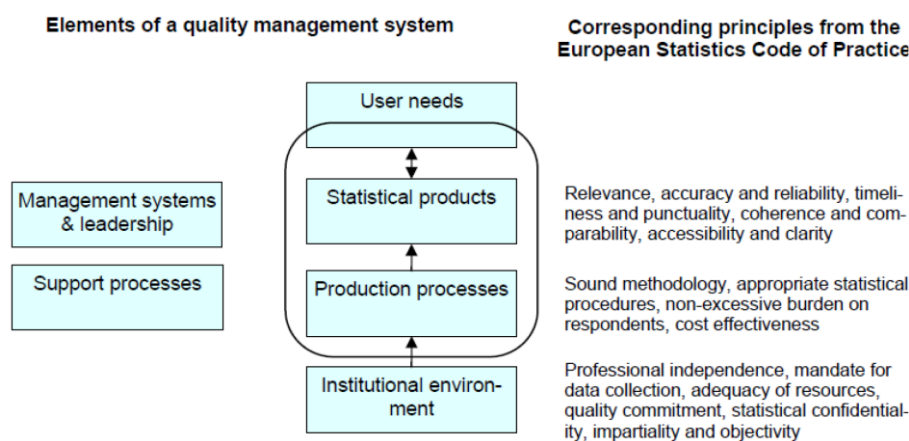 Elements of a quality management system
Corresponding principles from the
European Statistics Code of Practice
User needs
Management systems
& leadership
Statistical products
Relevance, accuracy and reliability, timeli-
ness and punctuality, coherence and com-
parability, accessibility and clarity
Support processes
Production processes
Sound methodology, appropriate statistical
procedures, non-excessive burden on
respondents, cost effectiveness
Institutional environ-
ment
Professional independence, mandate for
data collection, adequacy of resources,
quality commitment, statistical confidential-
ity, impartiality and objectivity